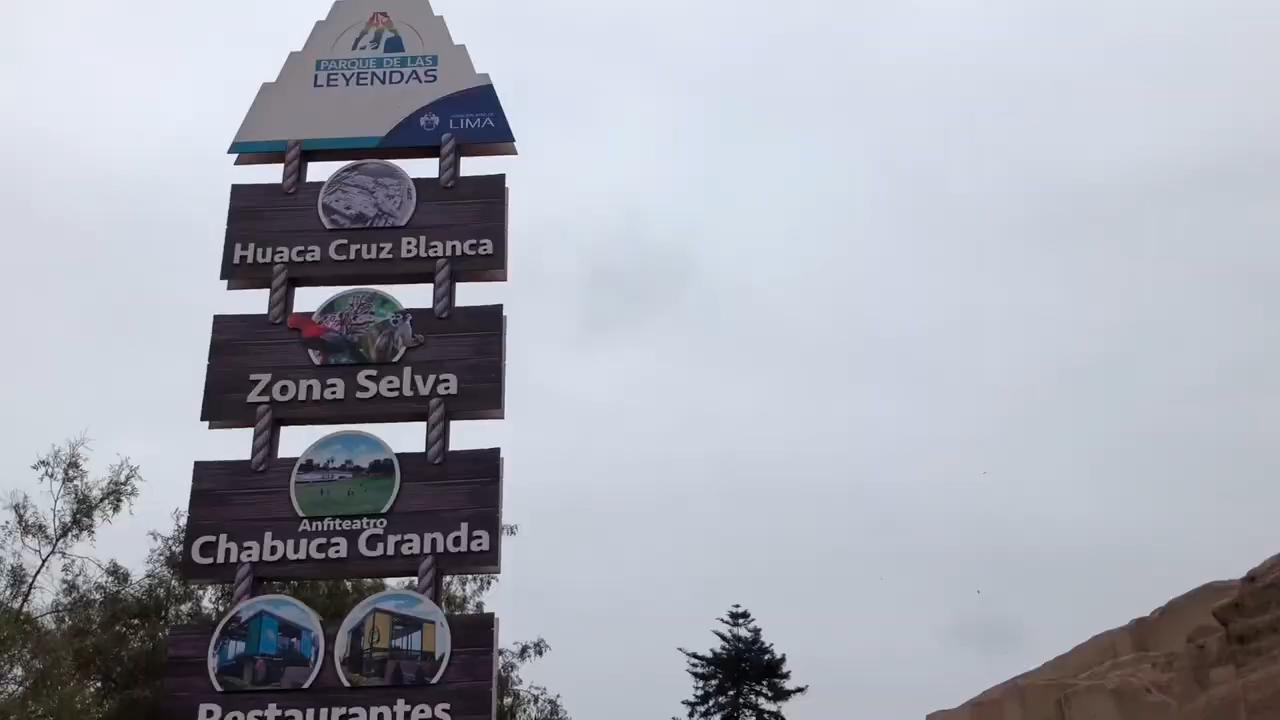 PARQUE DE LAS
LEYENDAS
LIMA
Huaca Cruz Blanca
Zona Selva
Anfiteatro
Chabuca Granda
Restaurantes